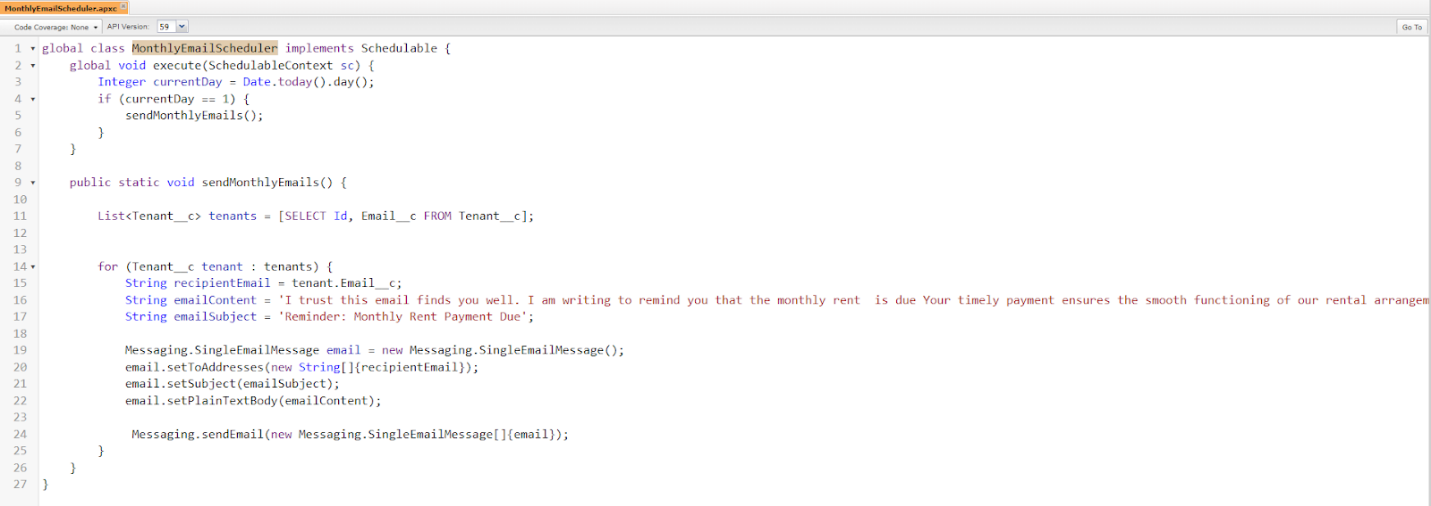 MonthlyEmailScheduler.apxc
Code Coverage: None API Version: 59 Go To
1 global class MonthlyEmailScheduler implements Schedulable {
2 global void execute(SchedulableContext sc) {
3 Integer currentDay = Date.today().day();
4 if (currentDay == 1) {
5 sendMonthlyEmails();
6 }
7 }
8
9 public static void sendMonthlyEmails() {
10
11 List<Tenant__c> tenants = [SELECT Id, Email__c FROM Tenant__c];
12
13
14 for (Tenant__c tenant : tenants) {
15 String recipientEmail = tenant.Email__c;
16 String emailContent = 'I trust this email finds you well. I am writing to remind you that the monthly rent  is due Your timely payment ensures the smooth functioning of our rental arrangem
17 String emailSubject = 'Reminder: Monthly Rent Payment Due';
18
19 Messaging.SingleEmailMessage email = new Messaging.SingleEmailMessage();
20 email.setToAddresses(new String[]{recipientEmail});
21 email.setSubject(emailSubject);
22 email.setPlainTextBody(emailContent);
23
24 Messaging.sendEmail(new Messaging.SingleEmailMessage[]{email});
25 }
26 }
27 }